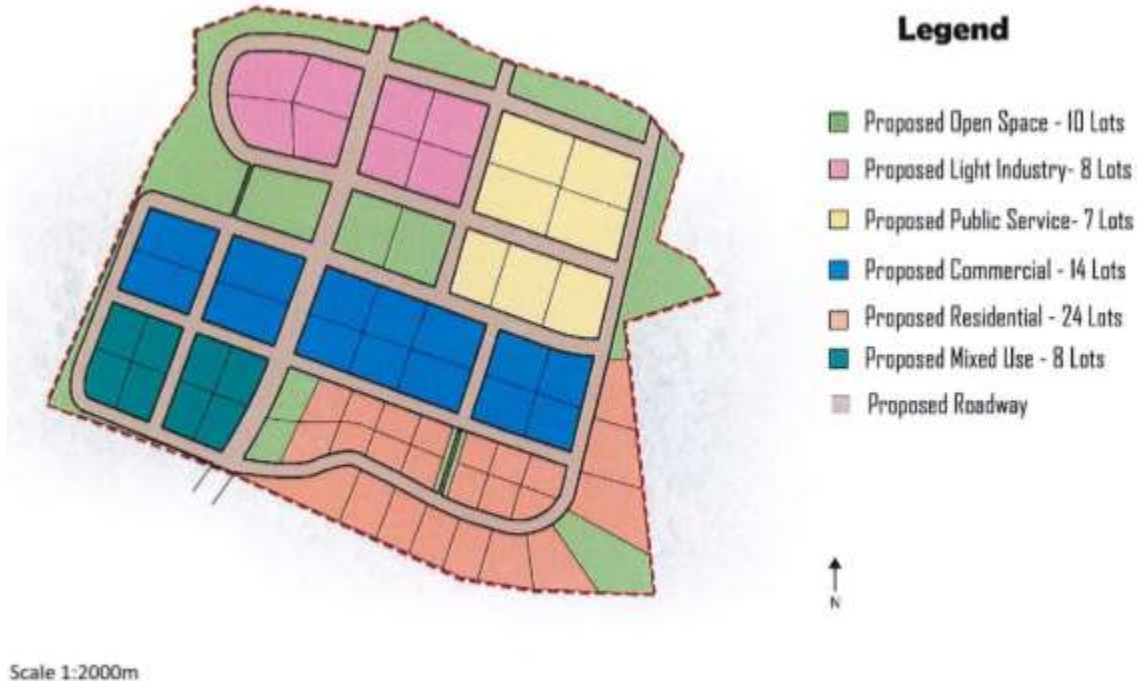 Legend
Proposed Open Space - 10 Lots
Proposed Light Industry- 8 Lots
Proposed Public Service- 7 Lots
Proposed Commercial - 14 Lots
Proposed Residential - 24 Lots
Proposed Mixed Use - 8 Lots
Proposed Roadway
N
Scale 1:2000m